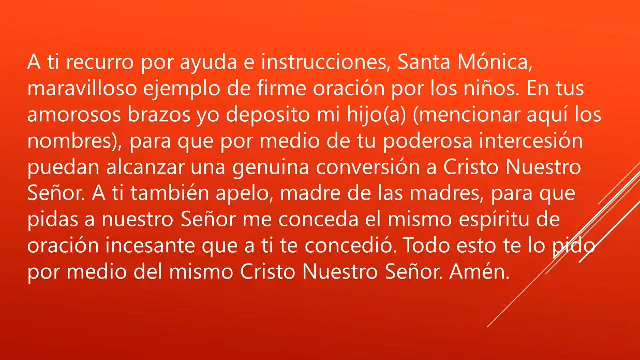 A ti recurro por ayuda e instrucciones, Santa Mónica,
maravilloso ejemplo de firme oración por los niños. En tus
amorosos brazos yo deposito mi hijo(a) (mencionar aquí los
nombres), para que por medio de tu poderosa intercesión
puedan alcanzar una genuina conversión a Cristo Nuestro
Señor. A ti también apelo, madre de las madres, para que
pidas a nuestro Señor me conceda el mismo espíritu de
oración incesante que a ti te concedió. Todo esto te lo pido
por medio del mismo Cristo Nuestro Señor. Amén.